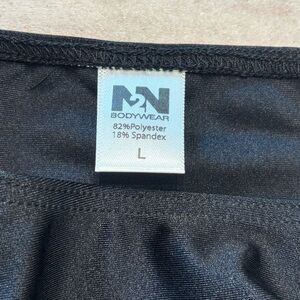 N2N
BODYWEAR
82%Polyester
18% Spandex
L